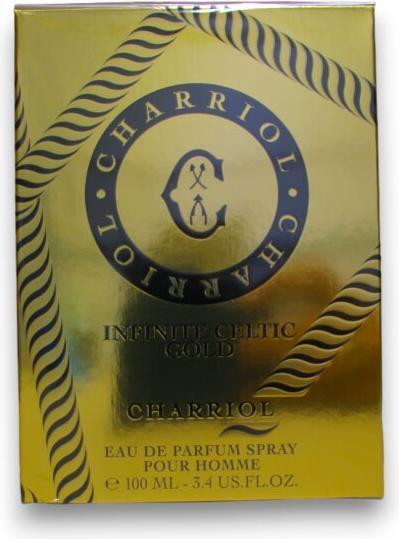 CHARRIOL • CHARRIOL •
C
INFINITE CELTIC
GOLD
CHARRIOL
EAU DE PARFUM SPRAY
POUR HOMME
℮ 100 ML - 3.4 US.FL.OZ.